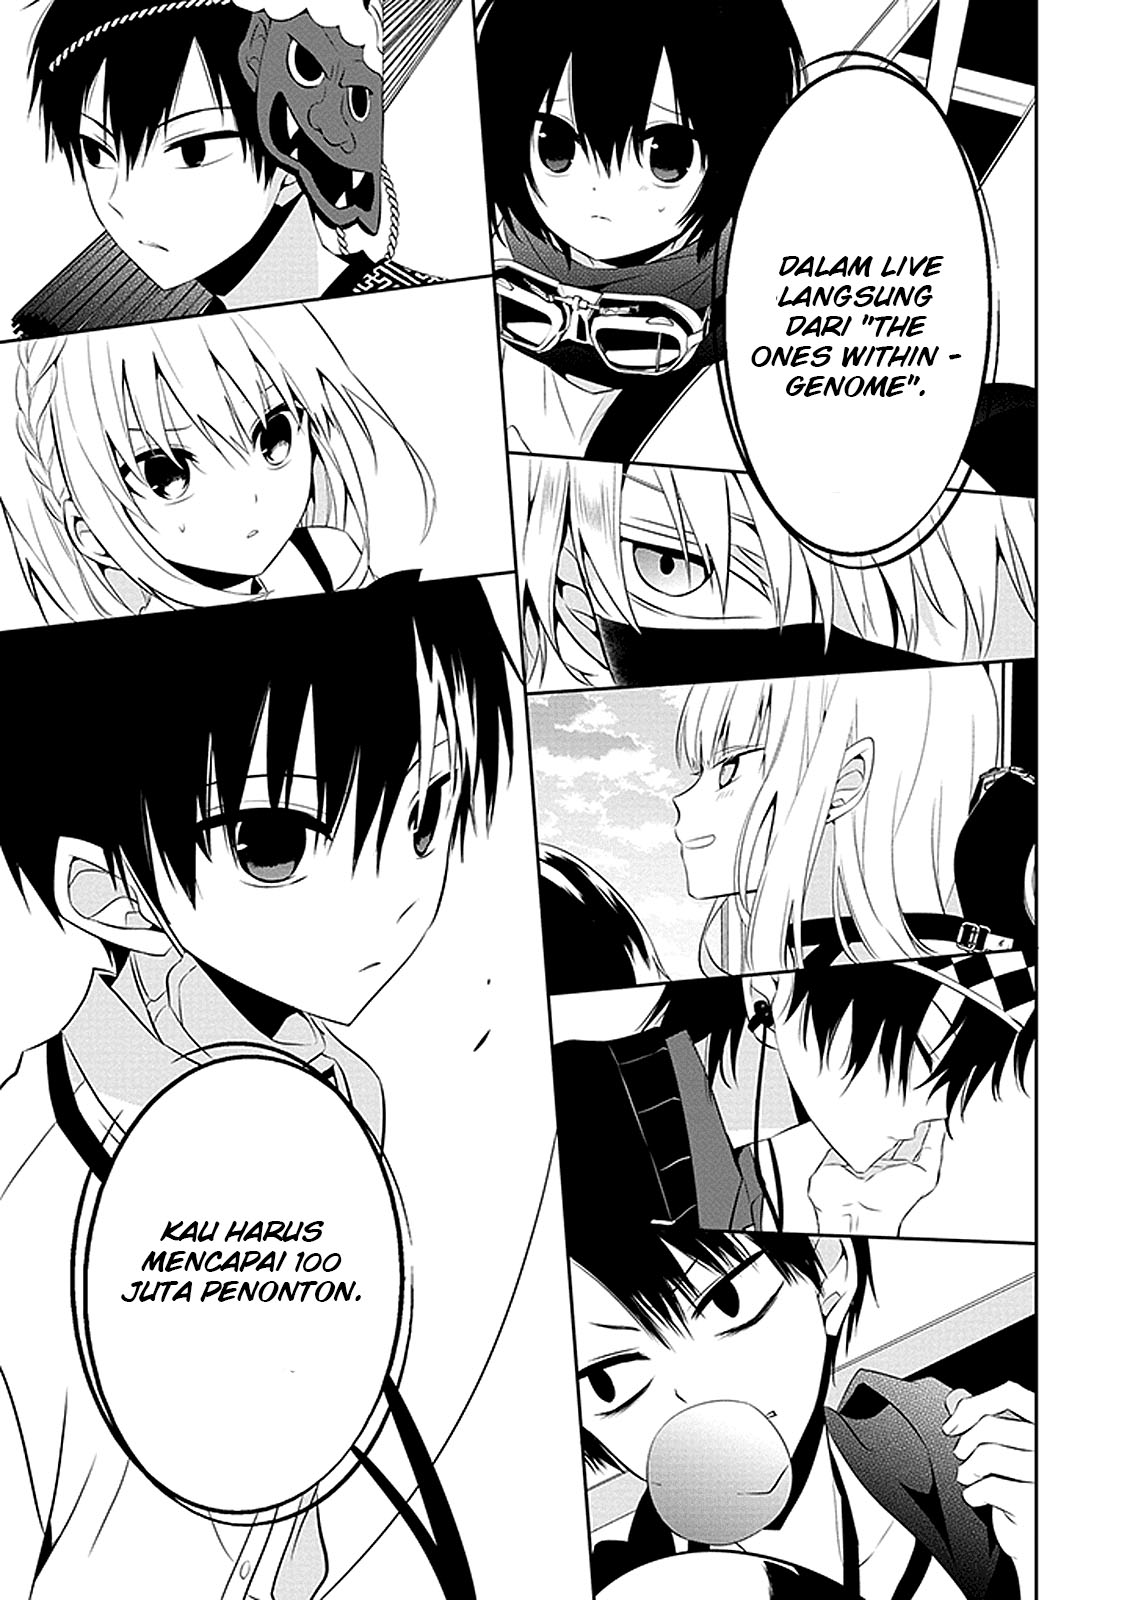 DALAM LIVE
LANGSUNG
DARI "THE
ONES WITHIN -
GENOME".
KAU HARUS
MENCAPAI 100
JUTA PENONTON.